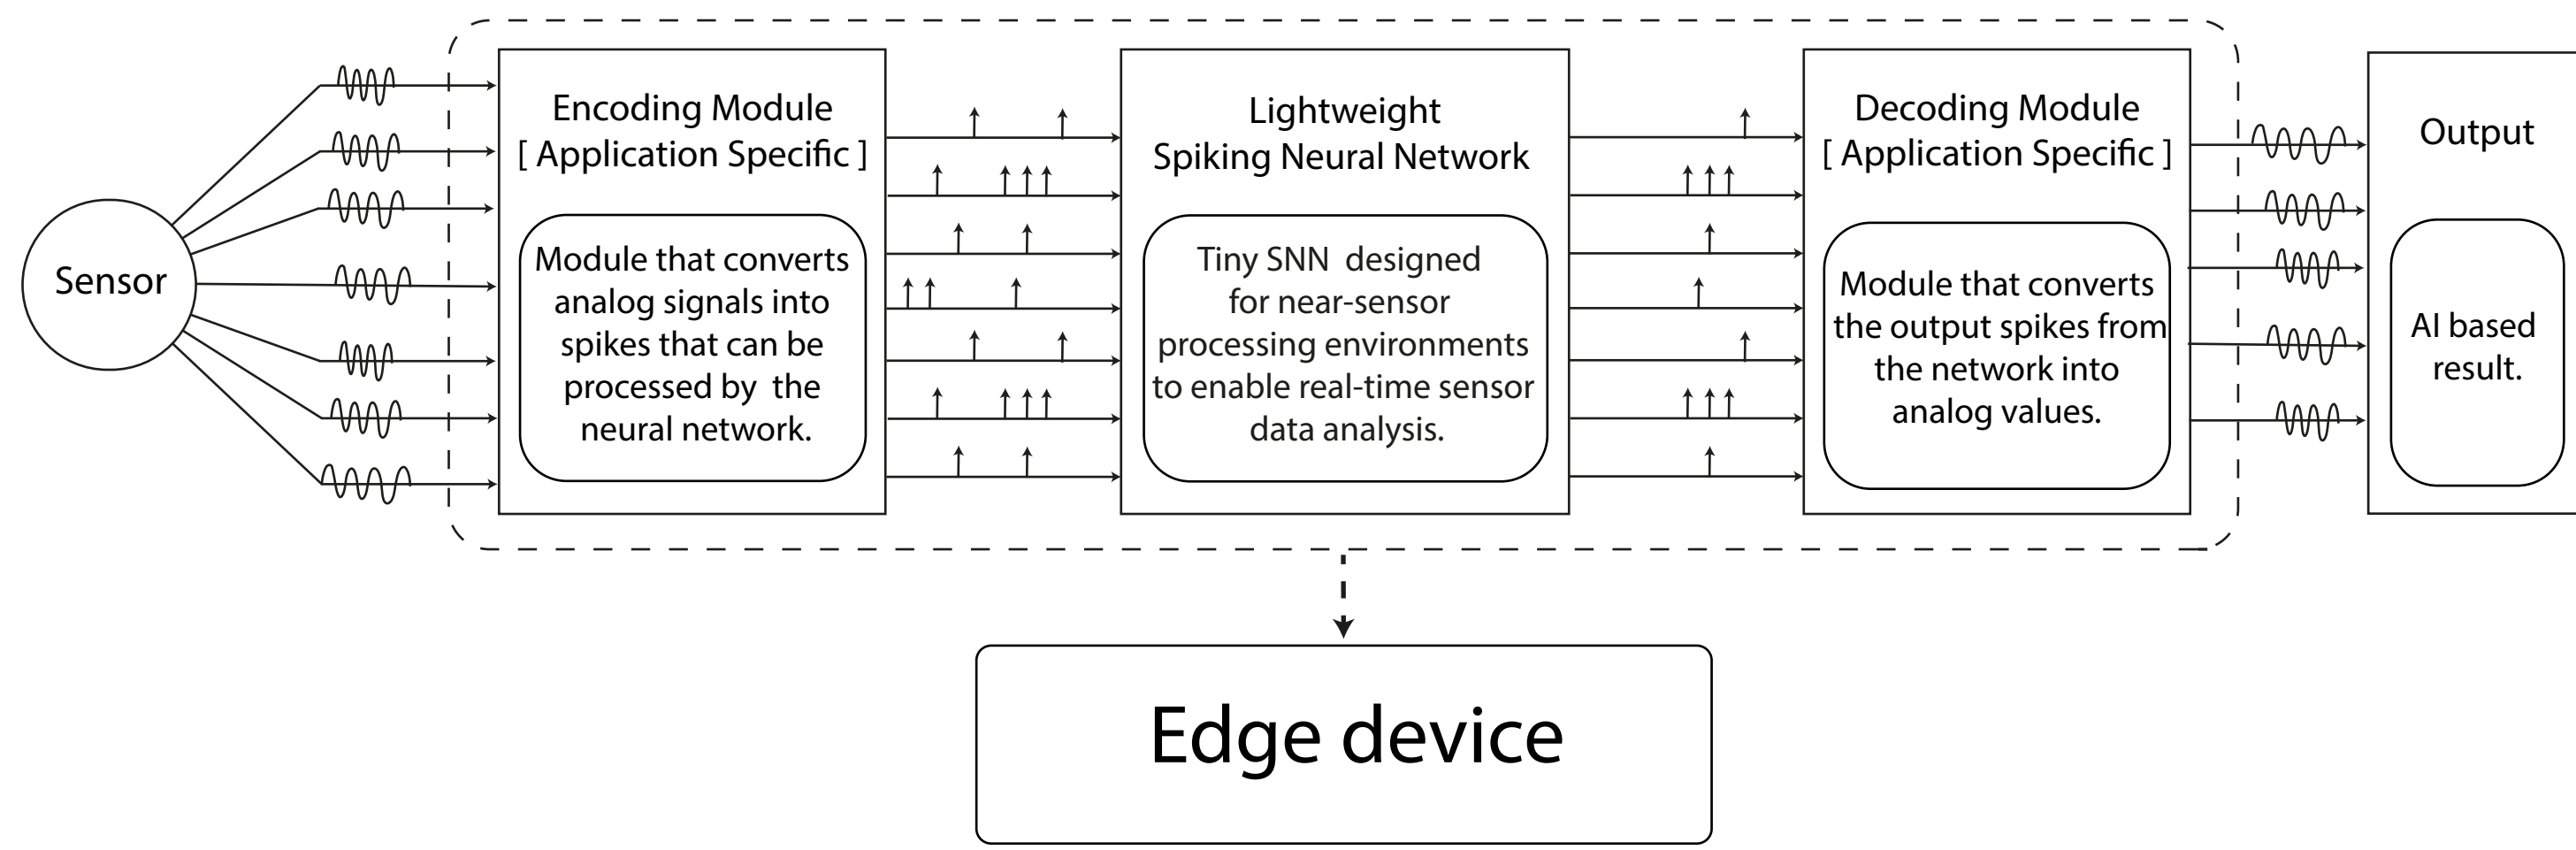 Sensor
Encoding Module
[ Application Specific ]
Module that converts
analog signals into
spikes that can be
processed by the
neural network.
Lightweight
Spiking Neural Network
Tiny SNN designed
for near-sensor
processing environments
to enable real-time sensor
data analysis.
Decoding Module
[ Application Specific ]
Module that converts
the output spikes from
the network into
analog values.
Output
AI based
result.
Edge device